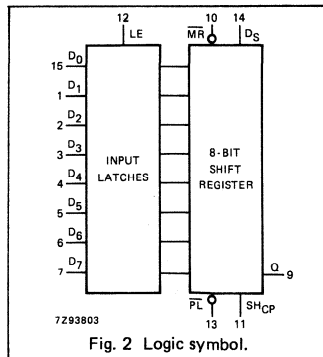 12
LE
10
14
MR
DS
15 D0
1 D1
2 D2
3 D3
4 D4
5 D5
6 D6
7 D7
INPUT
LATCHES
8-BIT
SHIFT
REGISTER
Q 9
PL
SHCP
13
11
7Z93803
Fig. 2 Logic symbol.